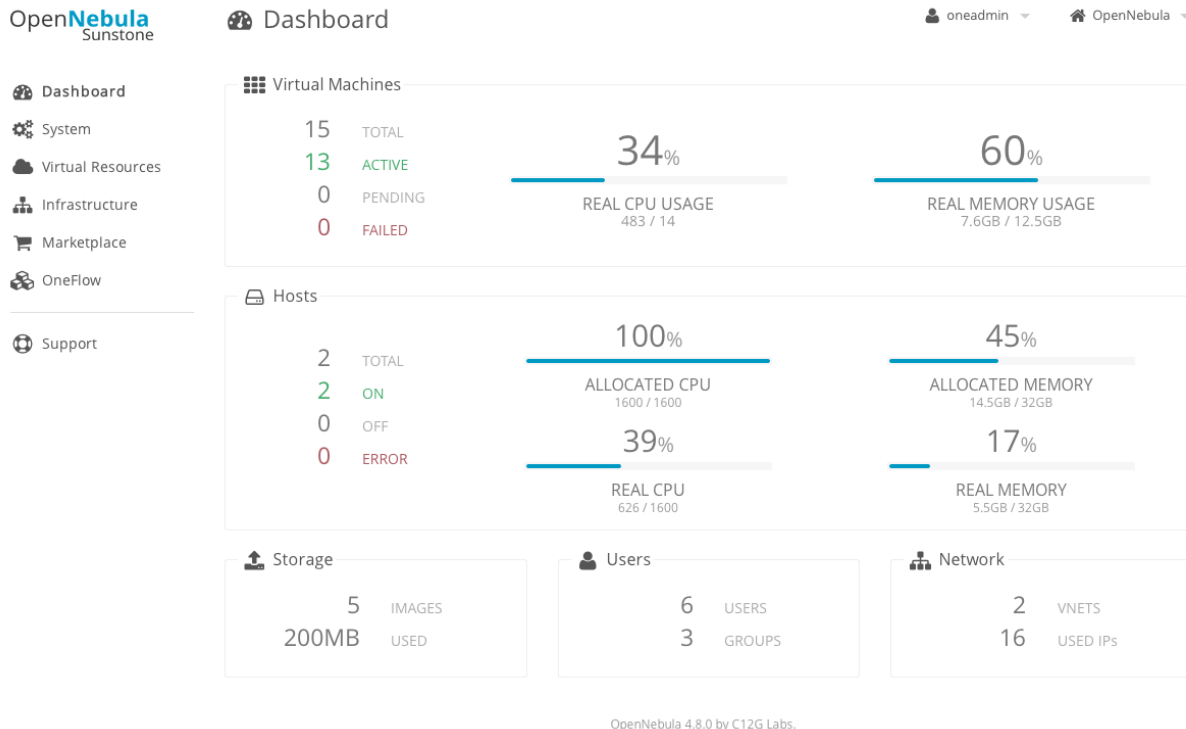 OpenNebula
Sunstone
Dashboard
oneadmin
OpenNebula
Dashboard
System
Virtual Resources
Infrastructure
Marketplace
OneFlow
Support
Virtual Machines
15 TOTAL
13 ACTIVE
0 PENDING
0 FAILED
34%
REAL CPU USAGE
483 / 14
60%
REAL MEMORY USAGE
7.6GB / 12.5GB
Hosts
2 TOTAL
2 ON
0 OFF
0 ERROR
100%
ALLOCATED CPU
1600 / 1600
45%
ALLOCATED MEMORY
14.5GB / 32GB
39%
REAL CPU
626 / 1600
17%
REAL MEMORY
5.5GB / 32GB
Storage
5 IMAGES
200MB USED
Users
6 USERS
3 GROUPS
Network
2 VNETS
16 USED IPs
OpenNebula 4.8.0 by C12G Labs.